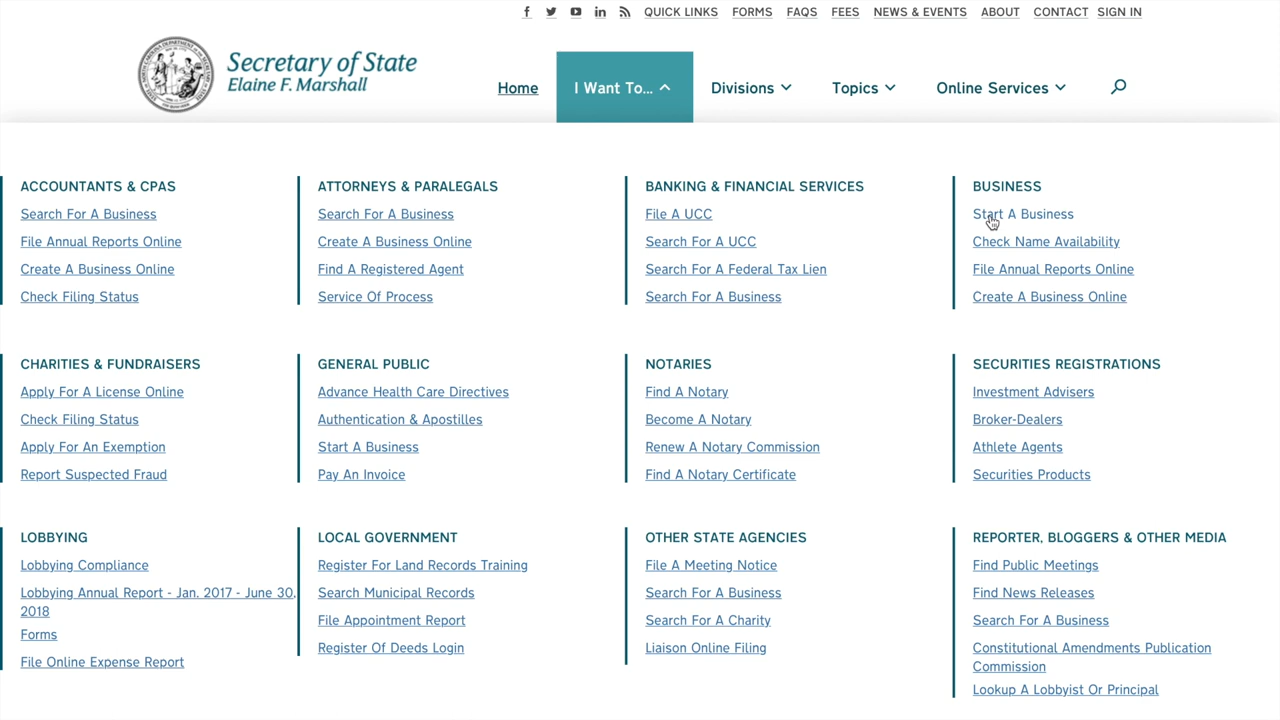 QUICK LINKS FORMS FAQS FEES NEWS & EVENTS ABOUT CONTACT SIGN IN
Secretary of State
Elaine F. Marshall
Home I Want To... Divisions Topics Online Services
ACCOUNTANTS & CPAS
Search For A Business
File Annual Reports Online
Create A Business Online
Check Filing Status
ATTORNEYS & PARALEGALS
Search For A Business
Create A Business Online
Find A Registered Agent
Service Of Process
BANKING & FINANCIAL SERVICES
File A UCC
Search For A UCC
Search For A Federal Tax Lien
Search For A Business
BUSINESS
Start A Business
Check Name Availability
File Annual Reports Online
Create A Business Online
CHARITIES & FUNDRAISERS
Apply For A License Online
Check Filing Status
Apply For An Exemption
Report Suspected Fraud
GENERAL PUBLIC
Advance Health Care Directives
Authentication & Apostilles
Start A Business
Pay An Invoice
NOTARIES
Find A Notary
Become A Notary
Renew A Notary Commission
Find A Notary Certificate
SECURITIES REGISTRATIONS
Investment Advisers
Broker-Dealers
Athlete Agents
Securities Products
LOBBYING
Lobbying Compliance
Lobbying Annual Report - Jan. 2017 - June 30,
2018
Forms
File Online Expense Report
LOCAL GOVERNMENT
Register For Land Records Training
Search Municipal Records
File Appointment Report
Register Of Deeds Login
OTHER STATE AGENCIES
File A Meeting Notice
Search For A Business
Search For A Charity
Liaison Online Filing
REPORTER, BLOGGERS & OTHER MEDIA
Find Public Meetings
Find News Releases
Search For A Business
Constitutional Amendments Publication
Commission
Lookup A Lobbyist Or Principal